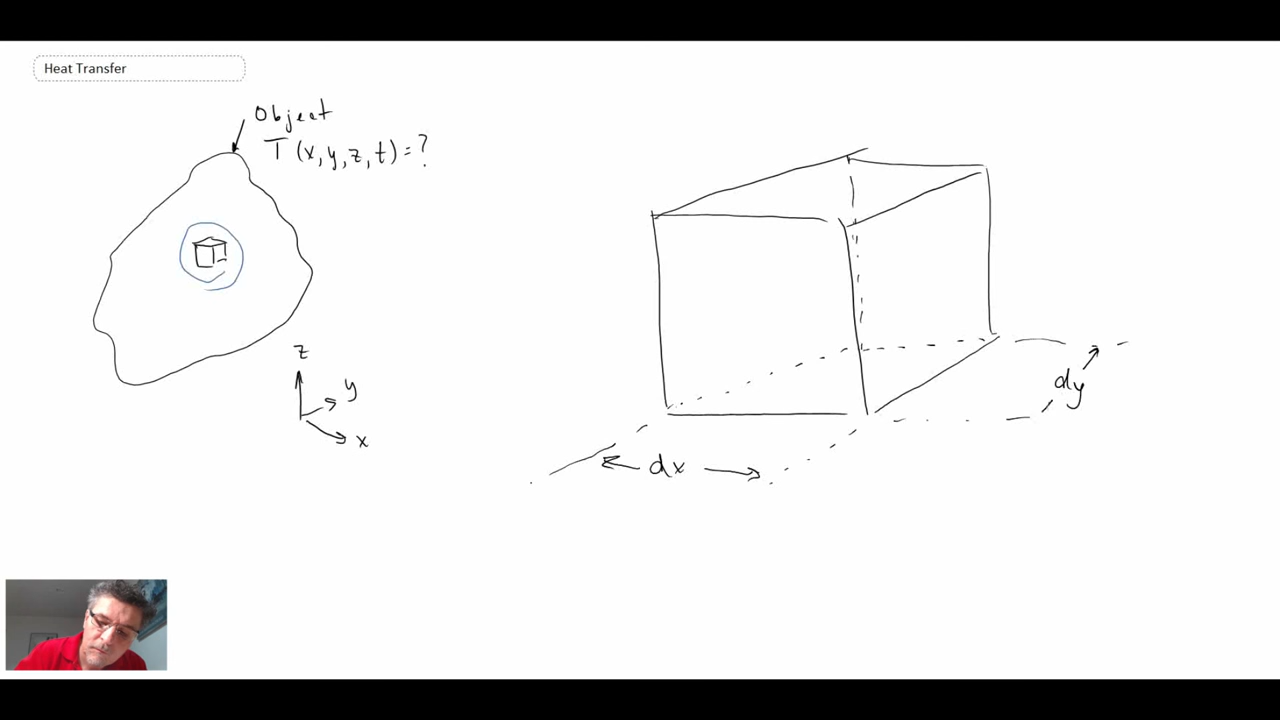 Heat Transfer
Object
T(x,y,z,t)=?
z
y
x
dy
dx